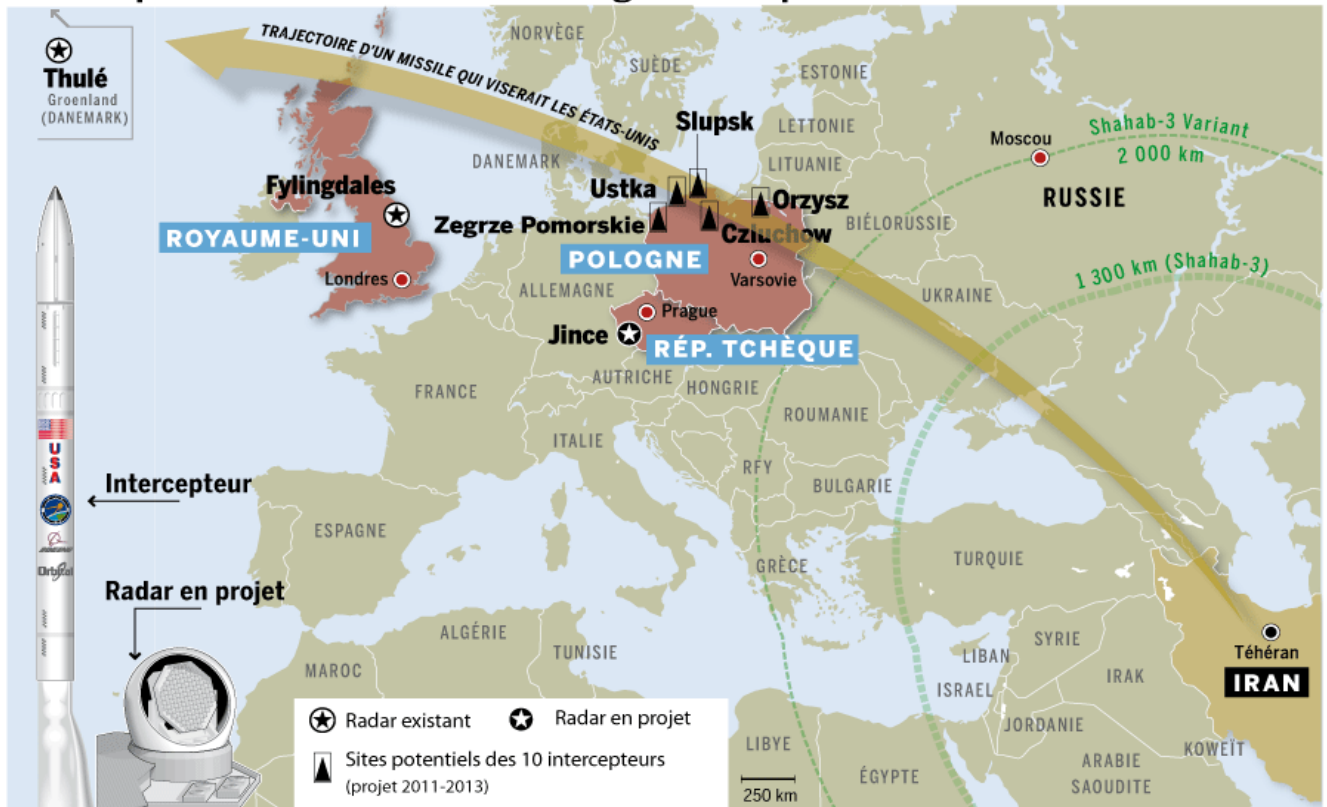 Thulé
Groenland
(DANEMARK)
TRAJECTOIRE D'UN MISSILE QUI VISERAIT LES ÉTATS-UNIS
NORVÈGE
SUÈDE
ESTONIE
LETTONIE
LITUANIE
DANEMARK
Slupsk
Ustka
Orzysz
Zegrze Pomorskie
Czluchow
Moscou
Shahab-3 Variant
2 000 km
RUSSIE
BIÉLORUSSIE
1 300 km (Shahab-3)
Fylingdales
ROYAUME-UNI
Londres
POLOGNE
Varsovie
ALLEMAGNE
UKRAINE
Prague
Jince
RÉP. TCHÈQUE
AUTRICHE
HONGRIE
FRANCE
ROUMANIE
ITALIE
RFY
BULGARIE
ESPAGNE
GRÈCE
TURQUIE
USA
BOEING
Orbital
Intercepteur
Radar en projet
ALGÉRIE
TUNISIE
MAROC
SYRIE
LIBAN
IRAK
ISRAEL
JORDANIE
Téhéran
IRAN
KOWEÏT
ARABIE
SAOUDITE
LIBYE
ÉGYPTE
Radar existant
Radar en projet
Sites potentiels des 10 intercepteurs
(projet 2011-2013)
250 km